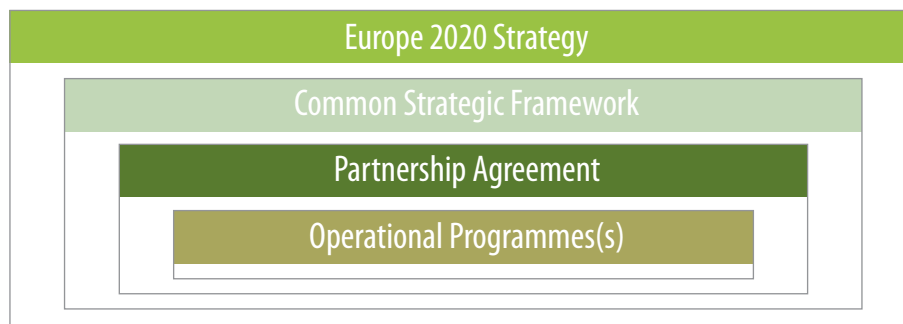 Europe 2020 Strategy
Common Strategic Framework
Partnership Agreement
Operational Programmes(s)